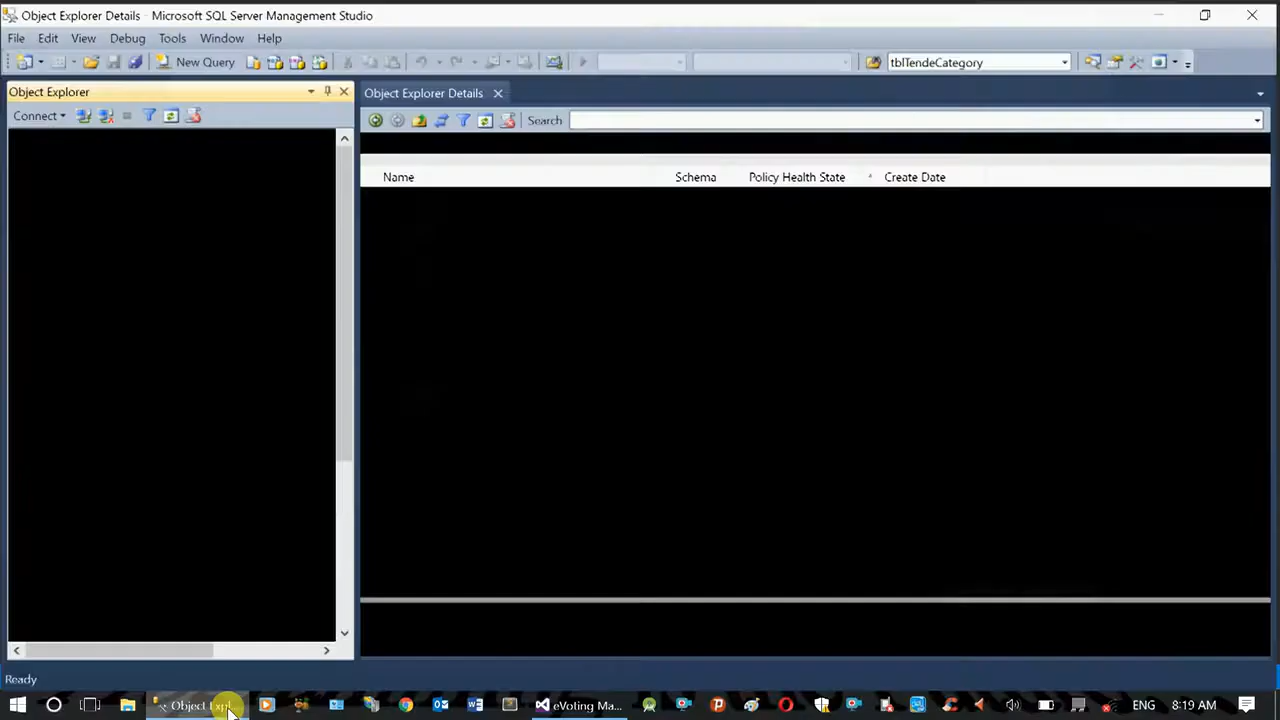 Object Explorer Details - Microsoft SQL Server Management Studio
File Edit View Debug Tools Window Help
New Query tblTendeCategory
Object Explorer
Object Explorer Details
Connect
Search
Name Schema Policy Health State Create Date
Ready
Object Expl eVoting Ma... ENG 8:19 AM